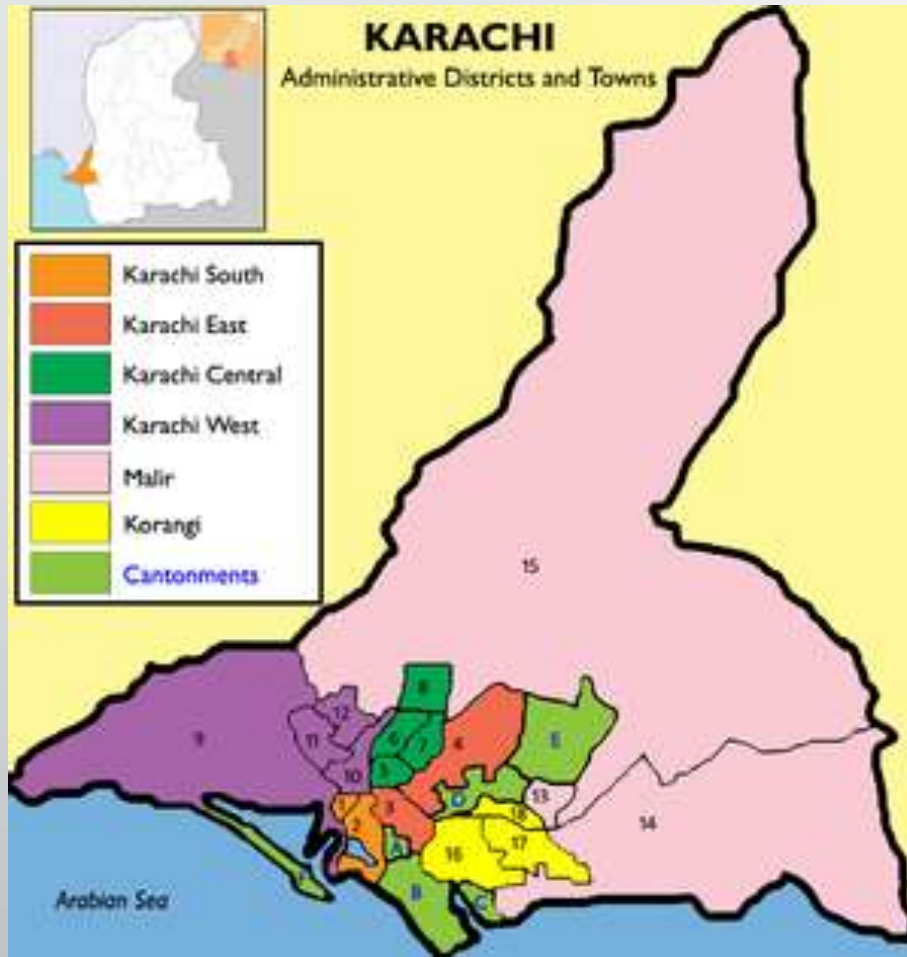 KARACHI
Administrative Districts and Towns
Karachi South
Karachi East
Karachi Central
Karachi West
Malir
Korangi
Cantonments
15
8
12
9
11
6
7
4
E
10
5
D
13
1
2
3
18
14
A
16
17
B
C
Arabian Sea